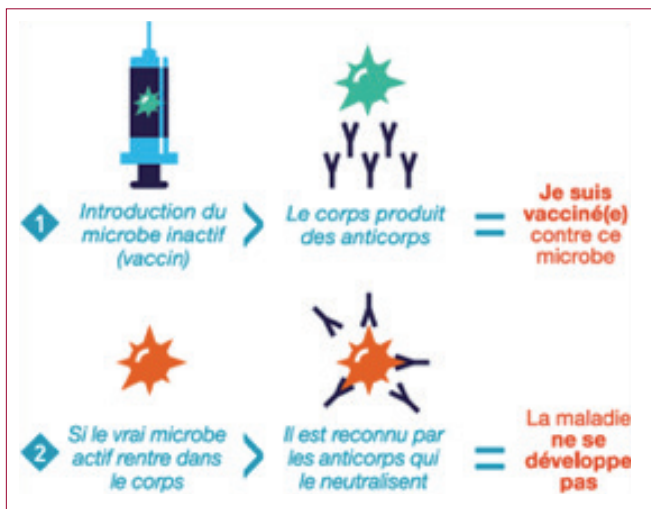 1
Introduction du
microbe inactif
(vaccin)
>
Le corps produit
des anticorps
=
Je suis
vacciné(e)
contre ce
microbe
2
Si le vrai microbe
actif rentre dans
le corps
>
Il est reconnu par
les anticorps qui
le neutralisent
=
La maladie
ne se
développe
pas